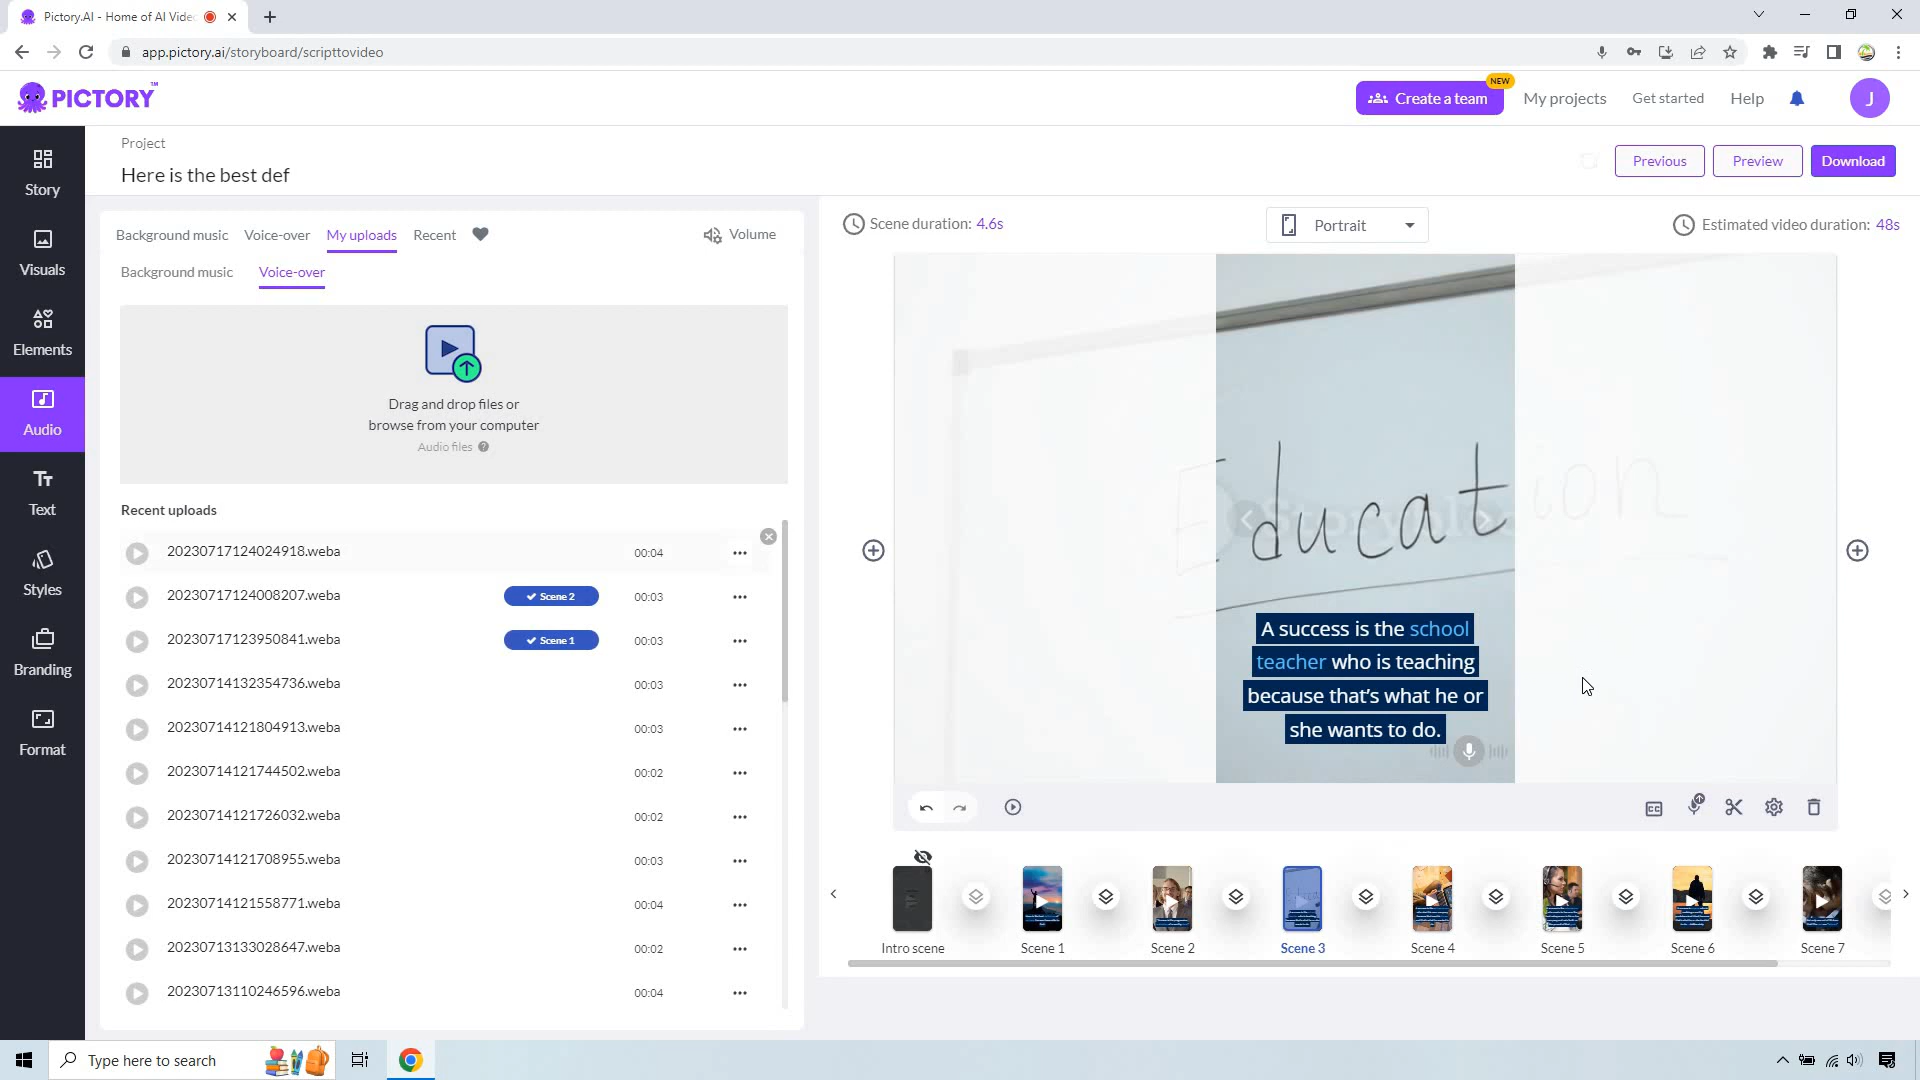 Pictory.AI - Home of AI Vide
app.pictory.ai/storyboard/scripttovideo
PICTORY™
NEW
Create a team
My projects
Get started
Help
J
Project
Here is the best def
Previous
Preview
Download
Story
Visuals
Elements
Audio
Text
Styles
Branding
Format
Background music
Voice-over
My uploads
Recent
Volume
Background music
Voice-over
Drag and drop files or
browse from your computer
Audio files
Recent uploads
20230717124024918.weba 00:04
20230717124008207.weba Scene 2 00:03
20230717123950841.weba Scene 1 00:03
20230714132354736.weba 00:03
20230714121804913.weba 00:03
20230714121744502.weba 00:02
20230714121726032.weba 00:02
20230714121708955.weba 00:03
20230714121558771.weba 00:04
20230713133028647.weba 00:02
20230713110246596.weba 00:04
Scene duration: 4.6s
Portrait
Estimated video duration: 48s
Education
A success is the school
teacher who is teaching
because that's what he or
she wants to do.
CC
Intro scene
Scene 1
Scene 2
Scene 3
Scene 4
Scene 5
Scene 6
Scene 7
Type here to search